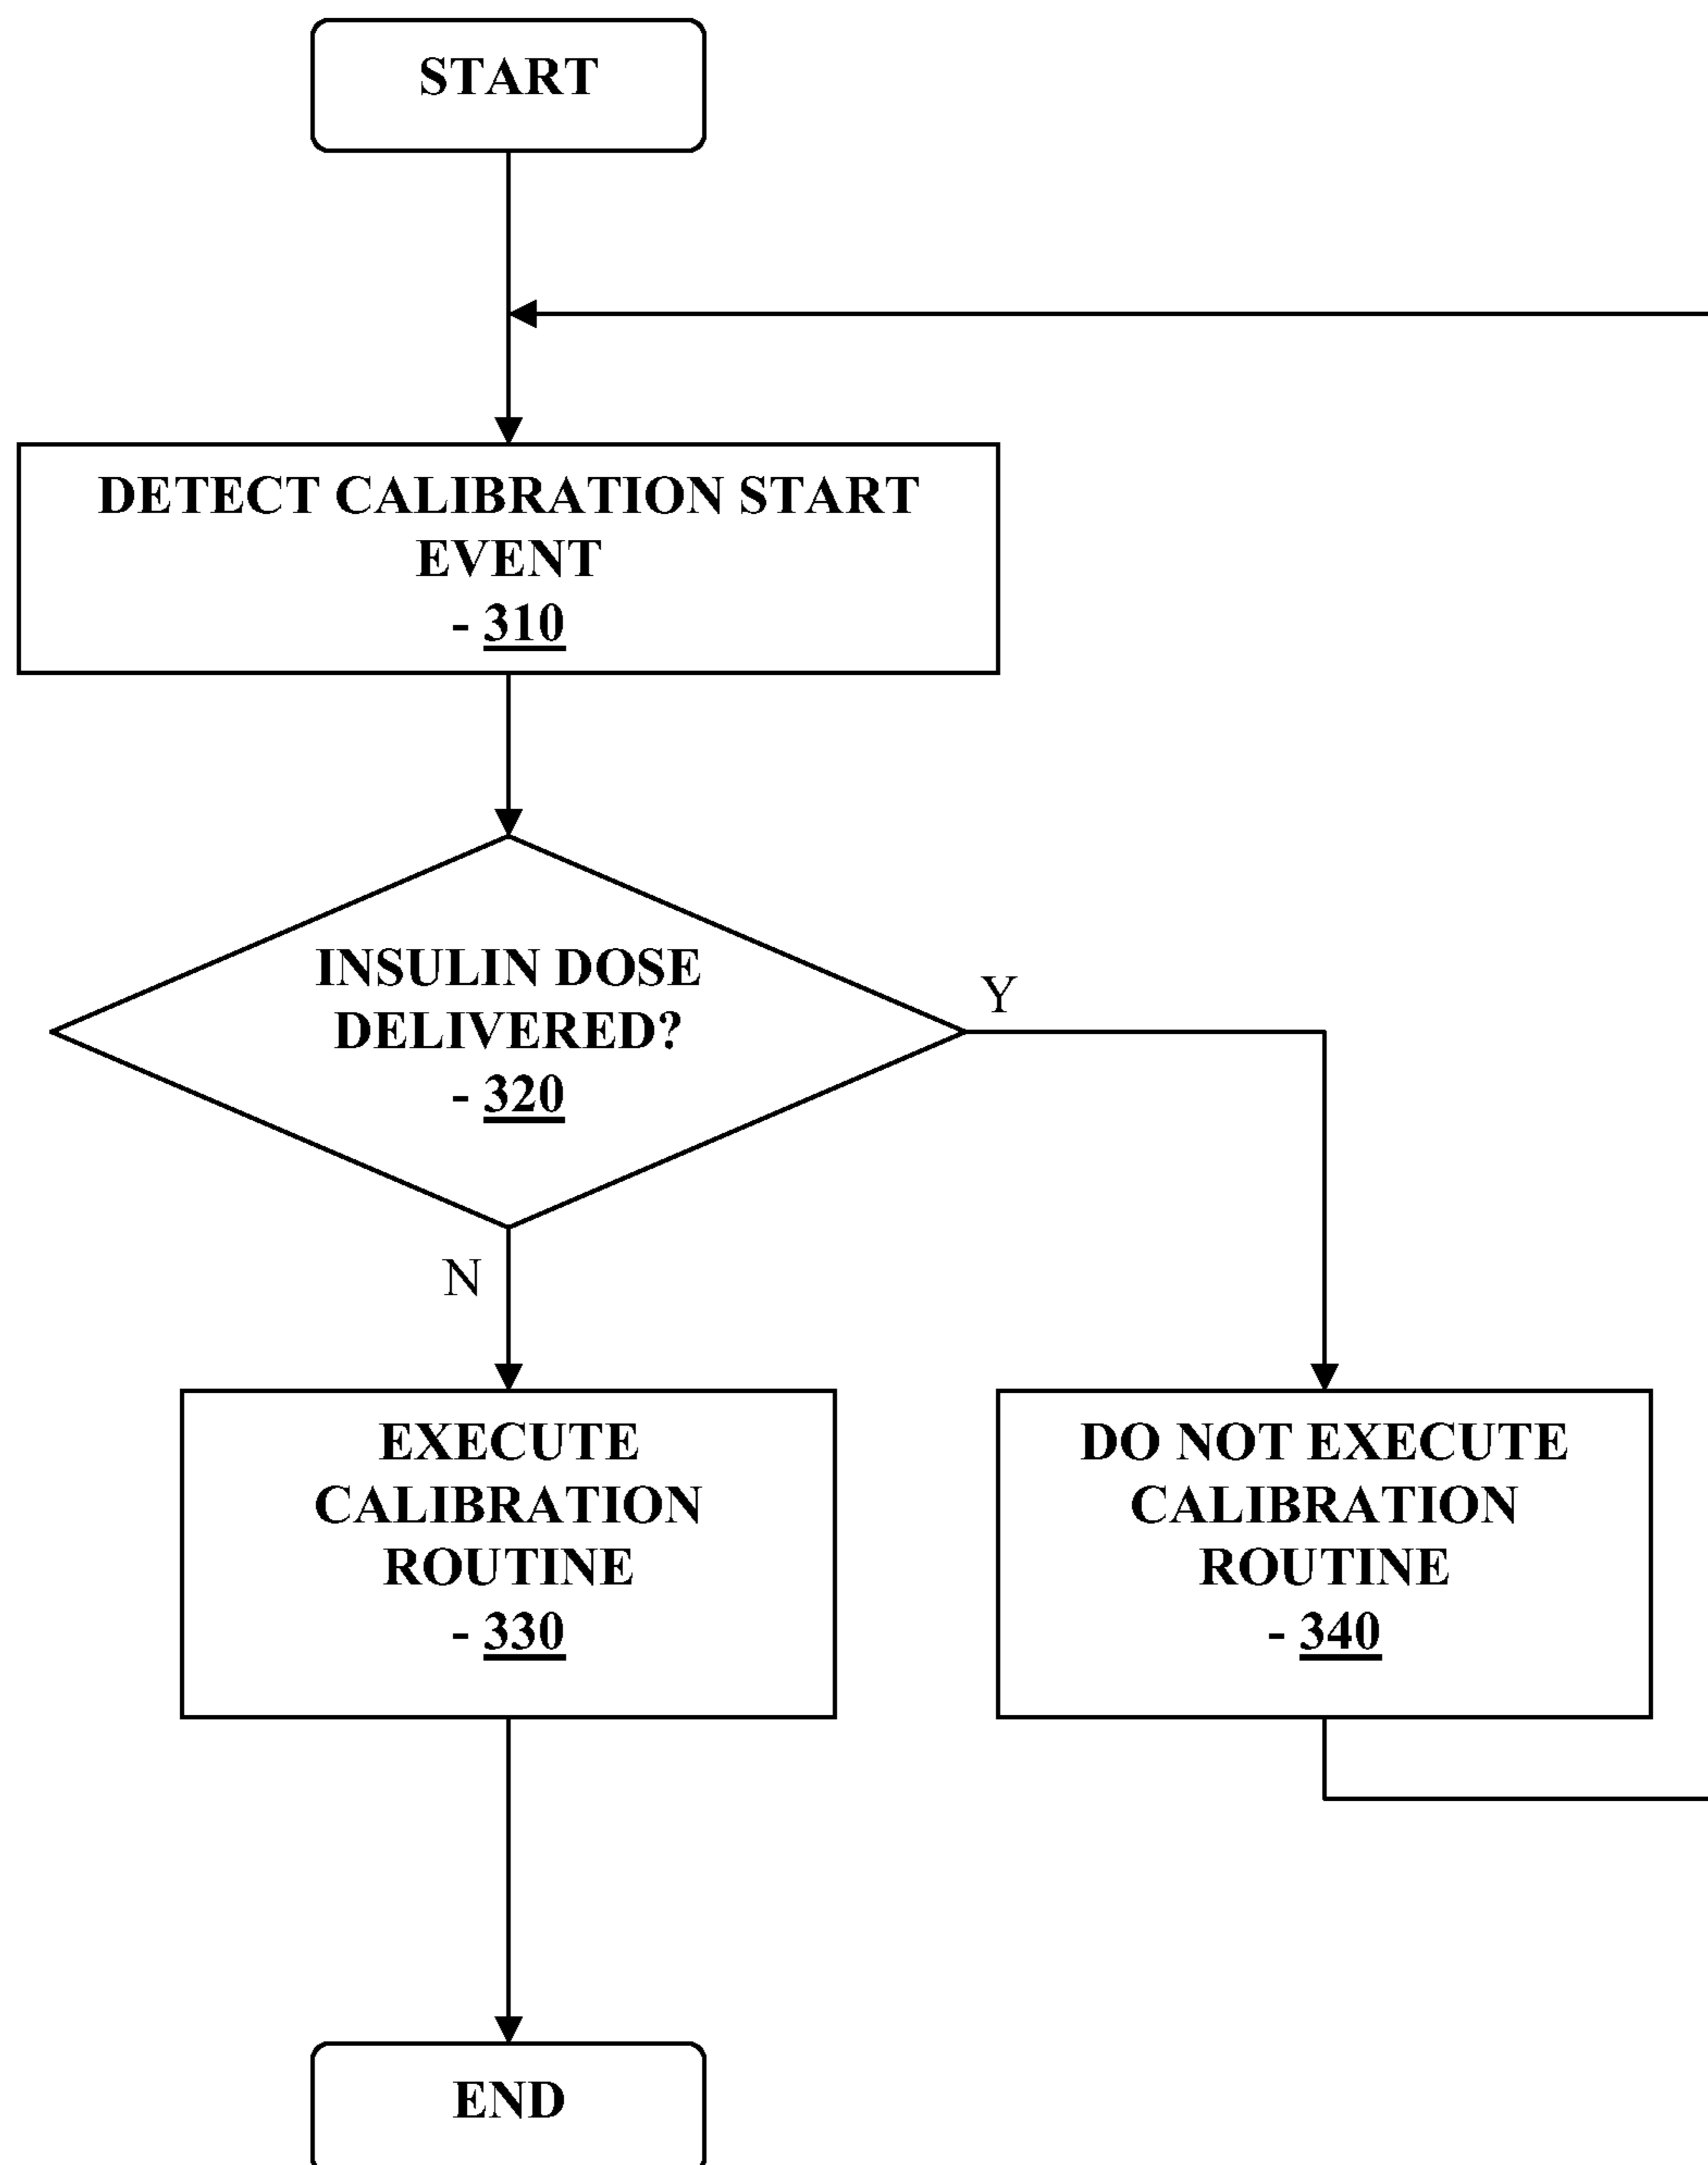 START
DETECT CALIBRATION START
EVENT
- 310
INSULIN DOSE
DELIVERED?
- 320
Y
N
EXECUTE
CALIBRATION
ROUTINE
- 330
DO NOT EXECUTE
CALIBRATION
ROUTINE
- 340
END